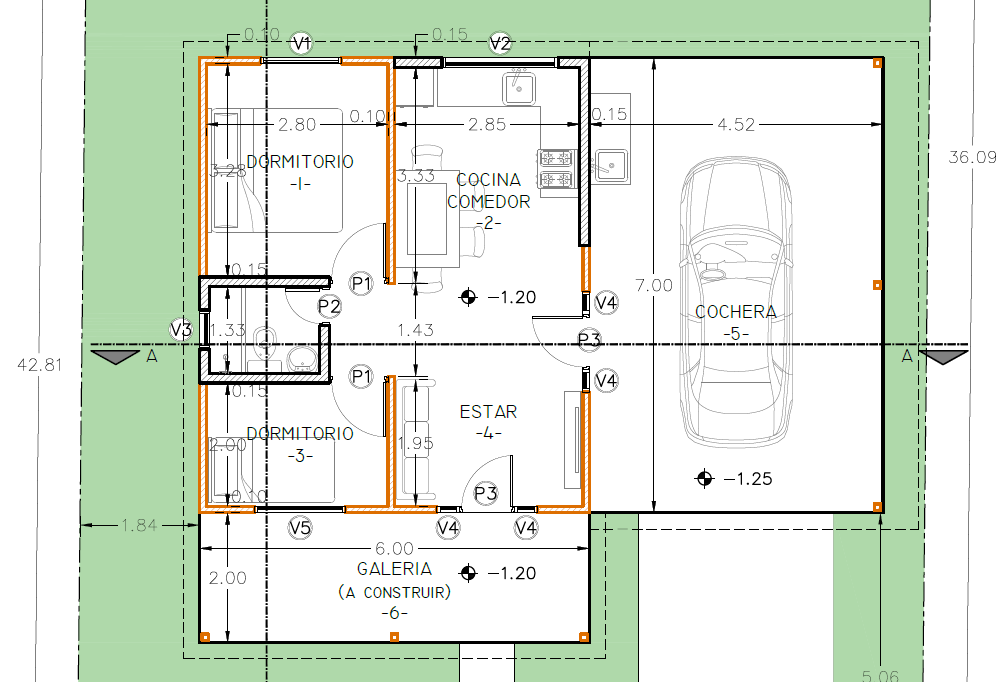 0.10
V1
0.15
V2
0.10
0.15
2.80
2.85
4.52
36.09
DORMITORIO
-1-
3.28
3.33
COCINA
COMEDOR
-2-
0.15
P1
7.00
P2
-1.20
V4
COCHERA
-5-
V3
1.33
1.43
P3
A
A
42.81
P1
V4
0.15
ESTAR
-4-
DORMITORIO
-3-
2.00
1.95
-1.25
0.10
P3
1.84
V5
V4
V4
6.00
2.00
GALERIA
(A CONSTRUIR)
-6-
-1.20
5.06